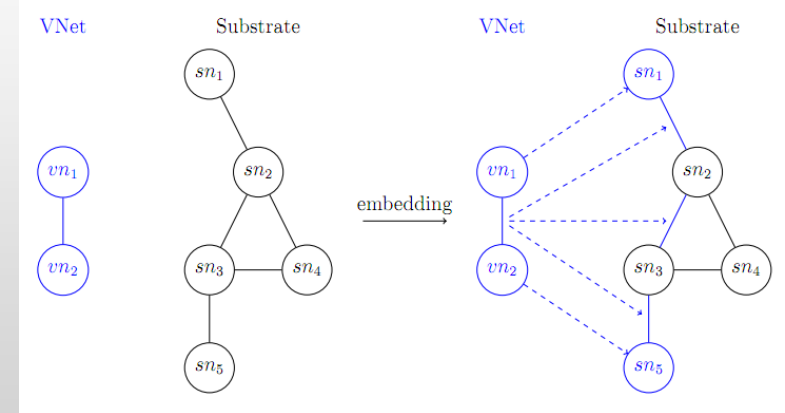 VNet
Substrate
sn1
vn1
sn2
vn2
sn3
sn4
sn5
embedding
VNet
Substrate
sn1
vn1
sn2
vn2
sn3
sn4
sn5